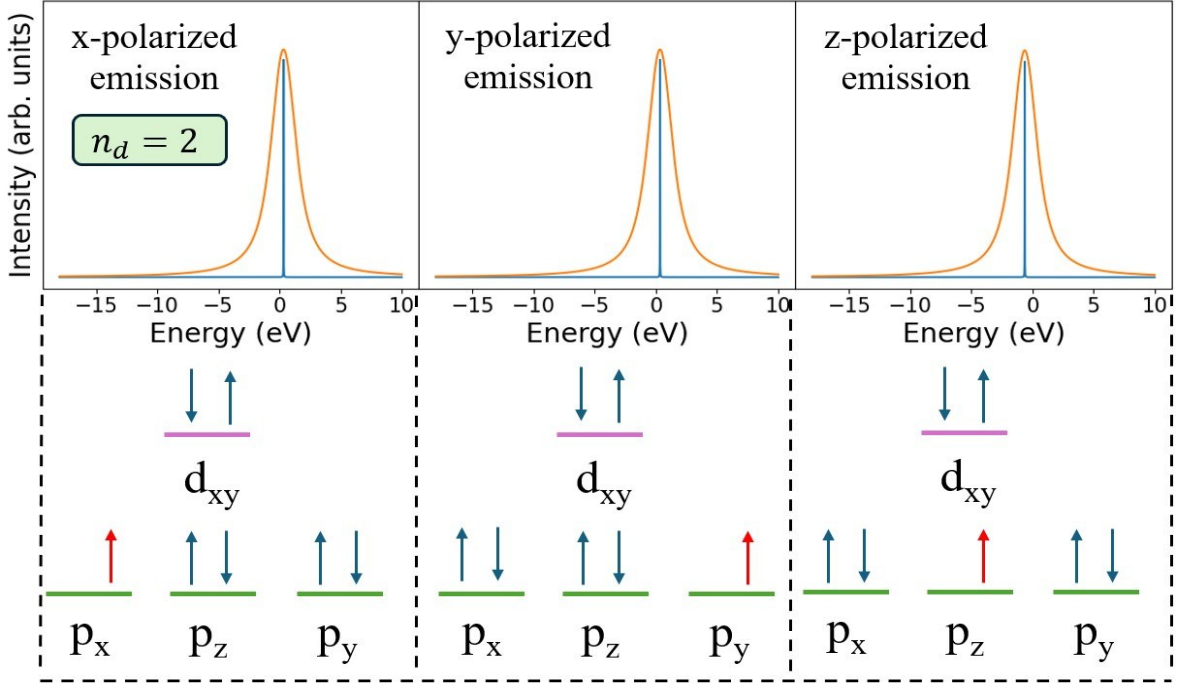 Intensity (arb. units)
x-polarized
emission
n_d = 2
y-polarized
emission
z-polarized
emission
−15 −10 −5 0 5 10
−15 −10 −5 0 5 10
−15 −10 −5 0 5 10
Energy (eV)
Energy (eV)
Energy (eV)
d_xy
d_xy
d_xy
p_x p_z p_y
p_x p_z p_y
p_x p_z p_y